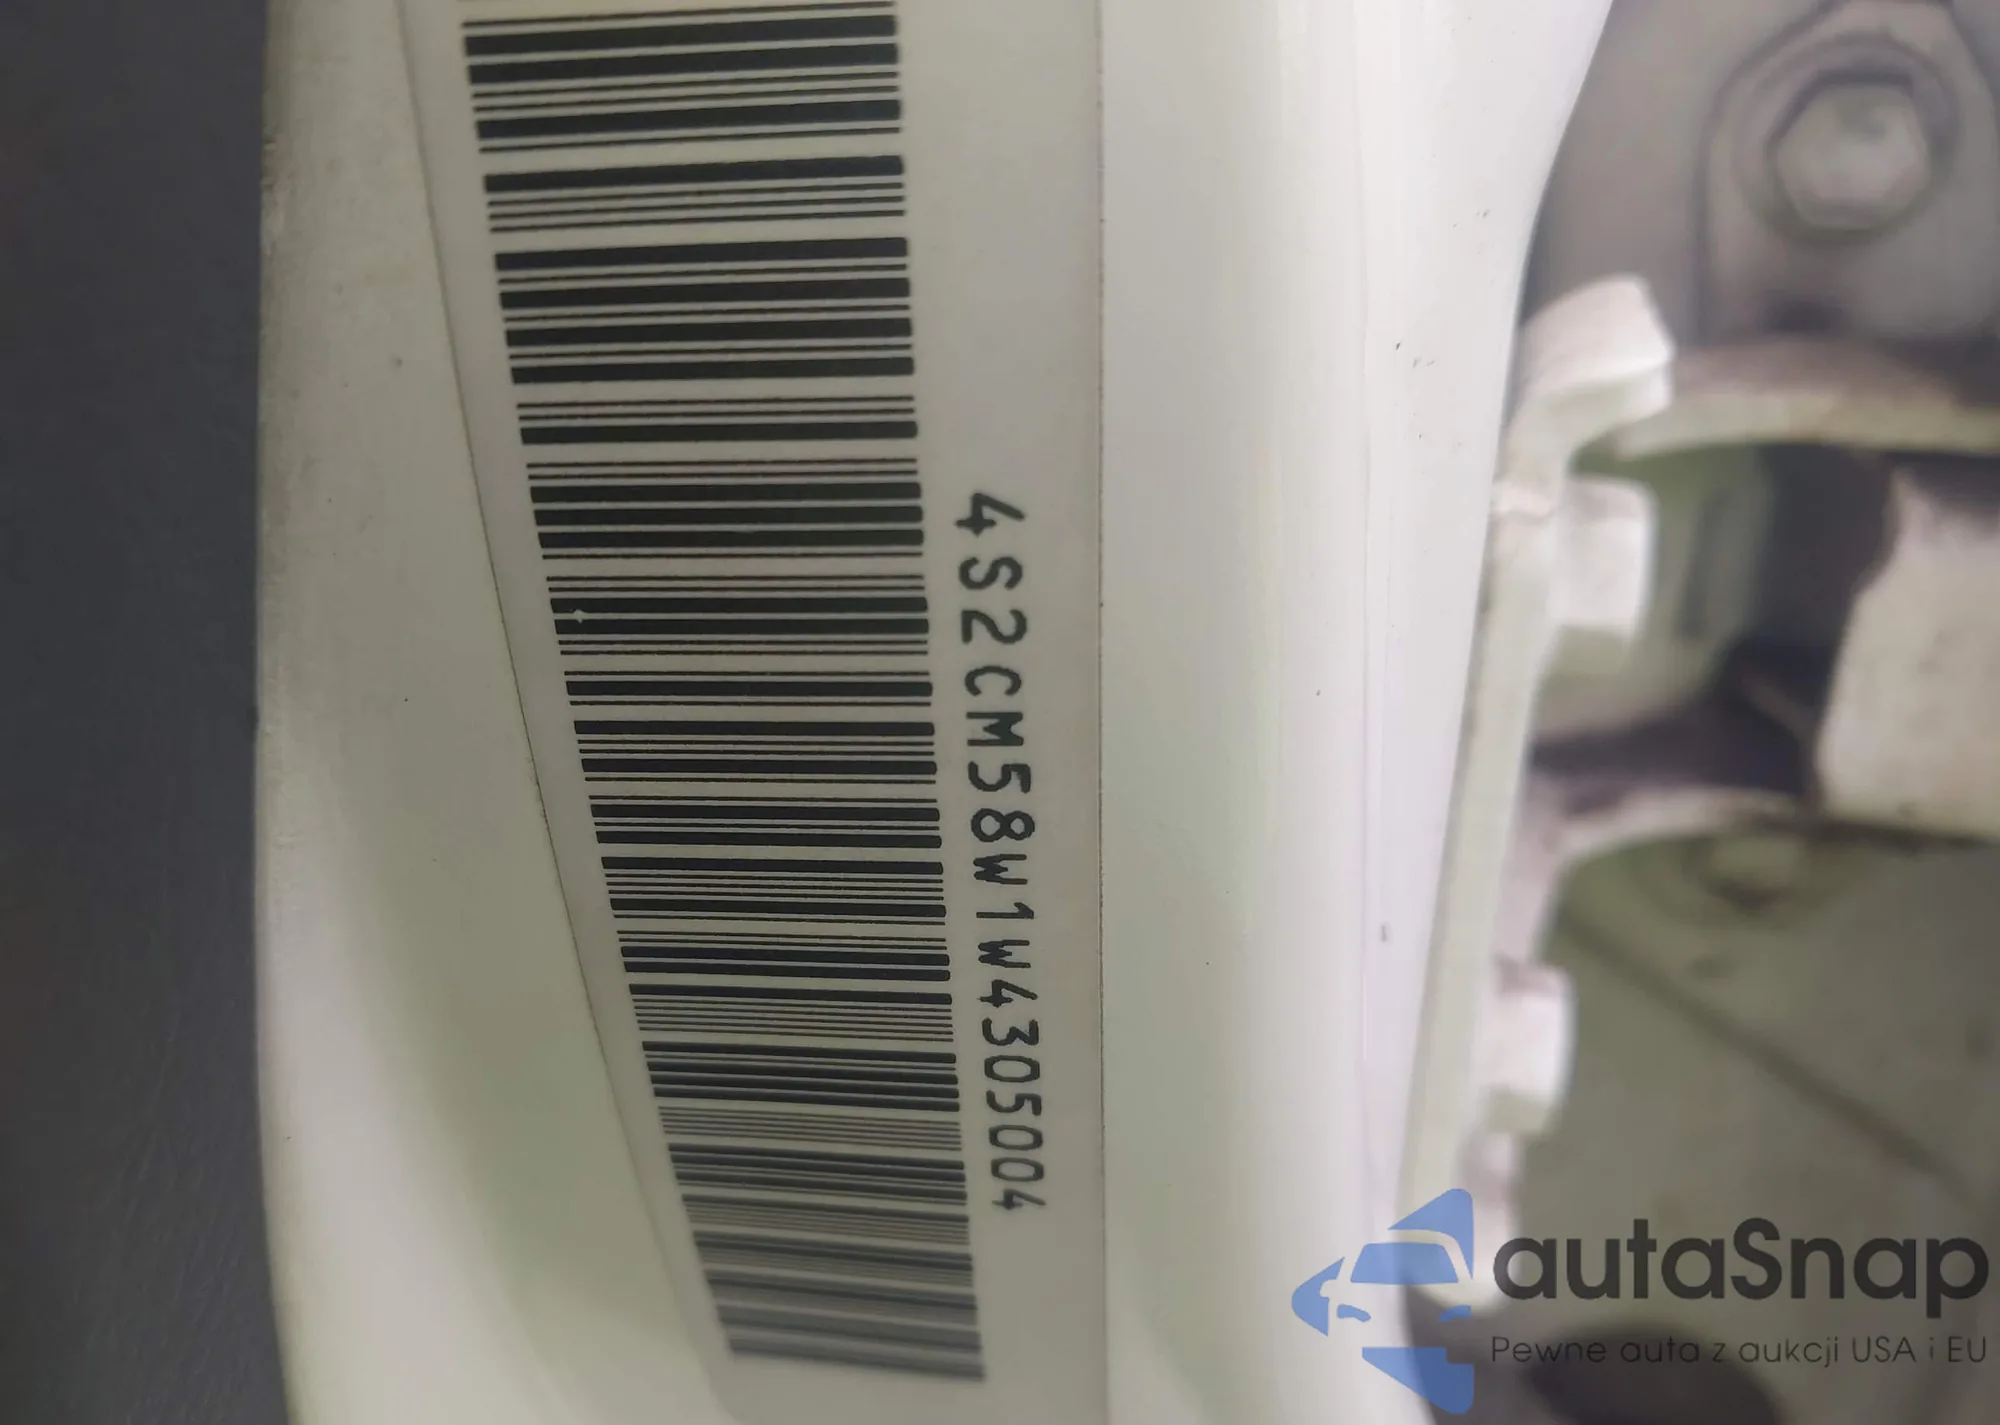 4S2CM58W1W4305004
autaSnap
Pewne auta z aukcji USA i EU